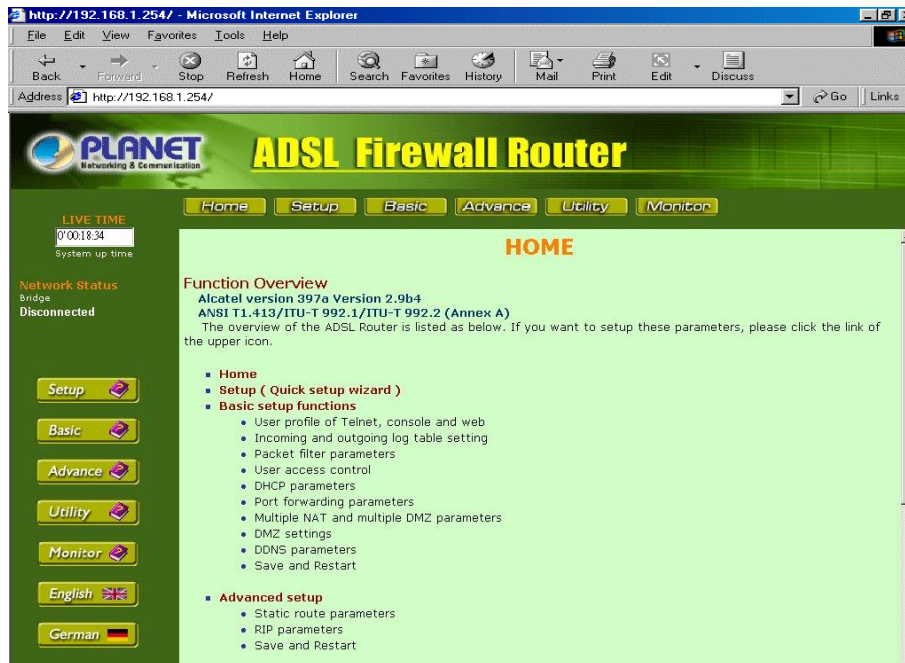 http://192.168.1.254/ - Microsoft Internet Explorer
File Edit View Favorites Tools Help
Back Forward Stop Refresh Home Search Favorites History Mail Print Edit Discuss
Address http://192.168.1.254/ Go Links
PLANET
Networking & Communication
ADSL Firewall Router
Home Setup Basic Advance Utility Monitor
LIVE TIME
0°00:18:34
System up time
Network Status
Bridge
Disconnected
Setup
Basic
Advance
Utility
Monitor
English
German
HOME
Function Overview
Alcatel version 397a Version 2.9b4
ANSI T1.413/ITU-T 992.1/ITU-T 992.2 (Annex A)
The overview of the ADSL Router is listed as below. If you want to setup these parameters, please click the link of
the upper icon.
Home
Setup ( Quick setup wizard )
Basic setup functions
User profile of Telnet, console and web
Incoming and outgoing log table setting
Packet filter parameters
User access control
DHCP parameters
Port forwarding parameters
Multiple NAT and multiple DMZ parameters
DMZ settings
DDNS parameters
Save and Restart
Advanced setup
Static route parameters
RIP parameters
Save and Restart